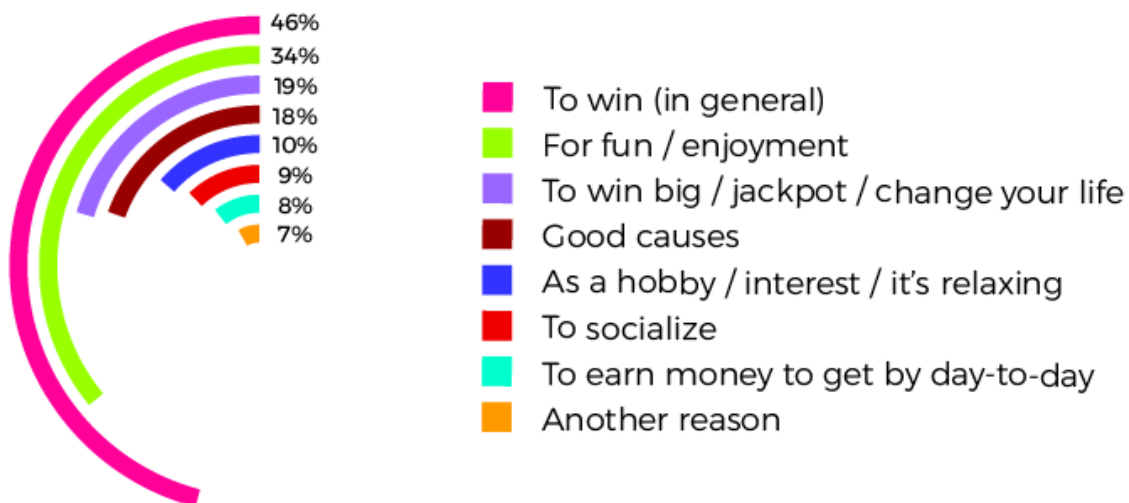 46%
34%
19%
18%
10%
9%
8%
7%
To win (in general)
For fun / enjoyment
To win big / jackpot / change your life
Good causes
As a hobby / interest / it's relaxing
To socialize
To earn money to get by day-to-day
Another reason